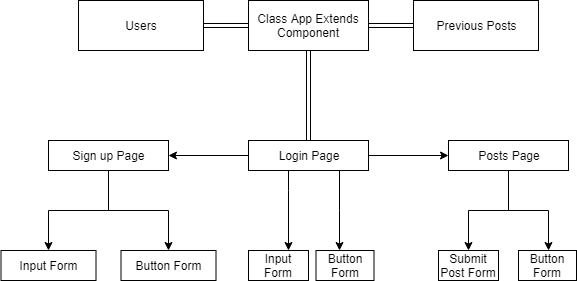 Users
Class App Extends
Component
Previous Posts
Sign up Page
Login Page
Posts Page
Input Form
Button Form
Input
Form
Button
Form
Submit
Post Form
Button
Form